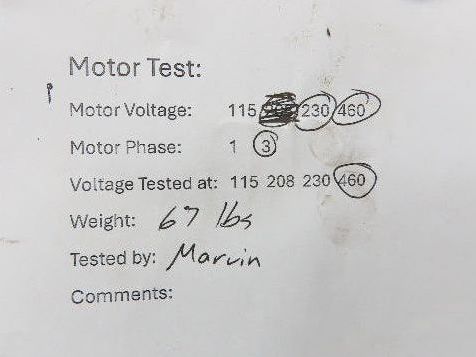 Motor Test:
Motor Voltage: 115 230 460
Motor Phase: 1 3
Voltage Tested at: 115 208 230 460
Weight: 67 lbs
Tested by: Marvin
Comments: